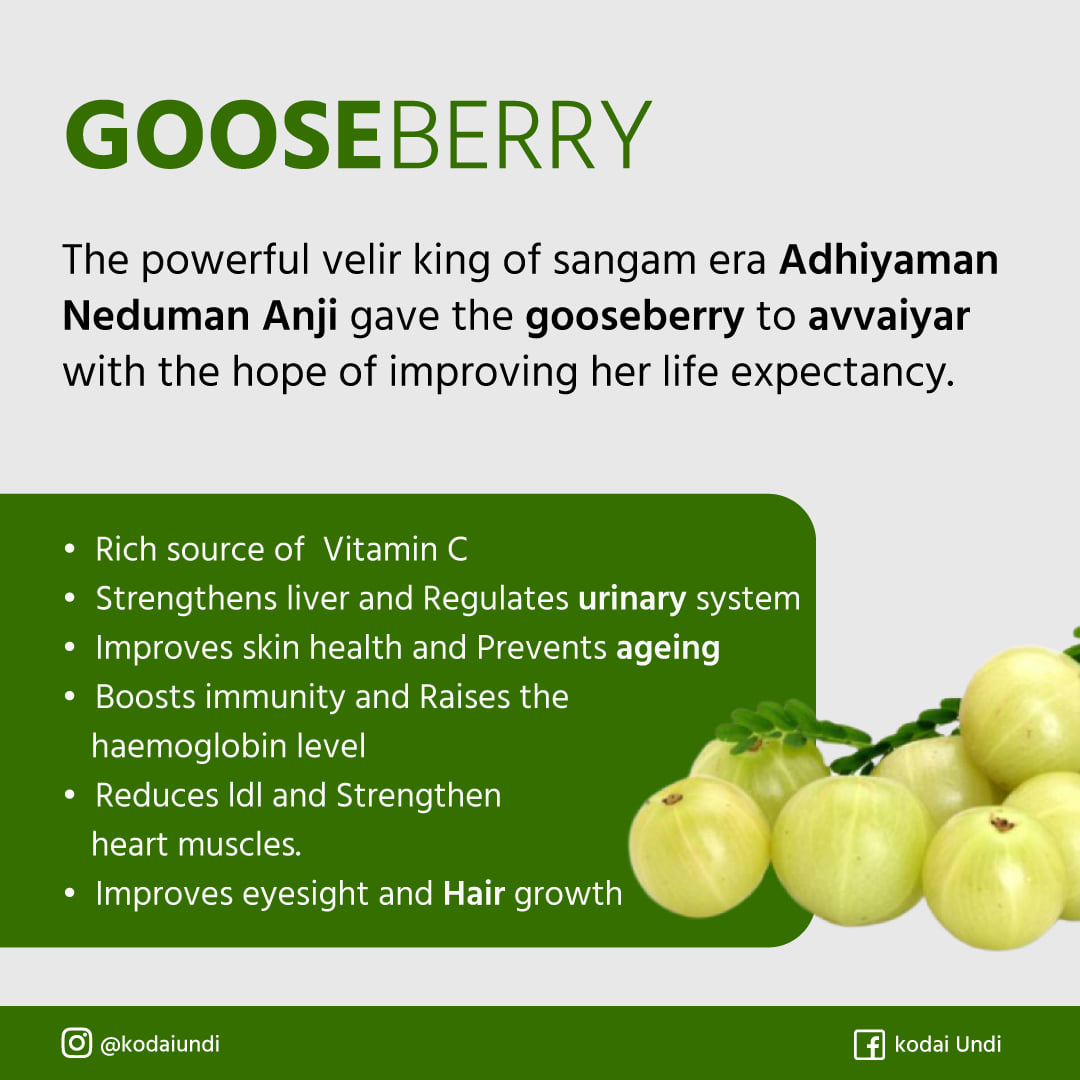 GOOSEBERRY
The powerful velir king of sangam era Adhiyaman
Neduman Anji gave the gooseberry to avvaiyar
with the hope of improving her life expectancy.
• Rich source of  Vitamin C
• Strengthens liver and Regulates urinary system
• Improves skin health and Prevents ageing
• Boosts immunity and Raises the
haemoglobin level
• Reduces ldl and Strengthen
heart muscles.
• Improves eyesight and Hair growth
@kodaiundi
kodai Undi